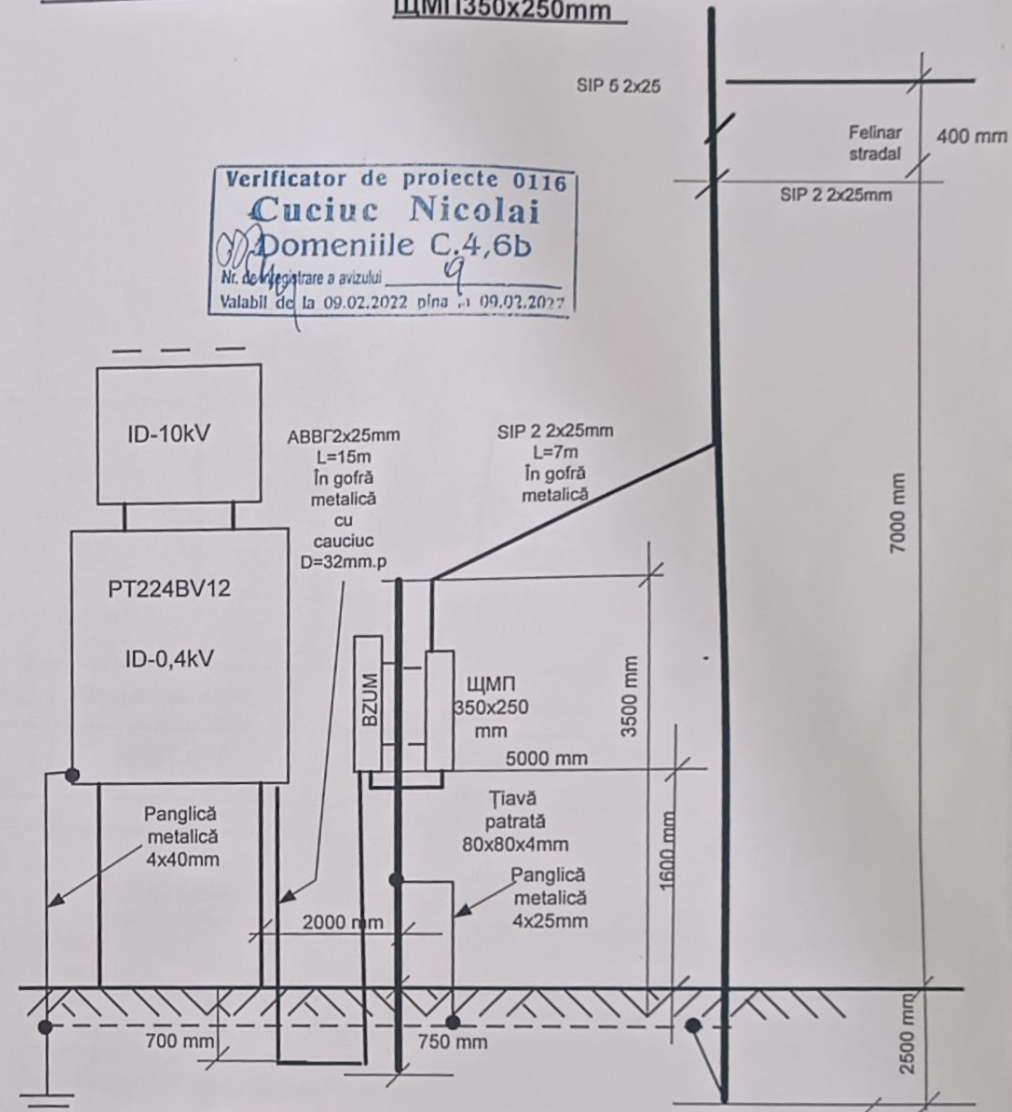 ЩМП350x250mm
SIP 5 2x25
Felinar
stradal
400 mm
SIP 2 2x25mm
Verificator de proiecte 0116
Cuciuc Nicolai
Domeniile C.4,6b
Nr. de înregistrare a avizului 9
Valabil de la 09.02.2022 pîna 09.02.2027
ID-10kV
АВВГ2x25mm
L=15m
În gofră
metalică
cu
cauciuc
D=32mm.p
SIP 2 2x25mm
L=7m
În gofră
metalică
7000 mm
PT224BV12
ID-0,4kV
BZUM
ЩМП
350x250
mm
3500 mm
5000 mm
Țiavă
patrată
80x80x4mm
1600 mm
Panglică
metalică
4x40mm
Panglică
metalică
4x25mm
2000 mm
700 mm
750 mm
2500 mm